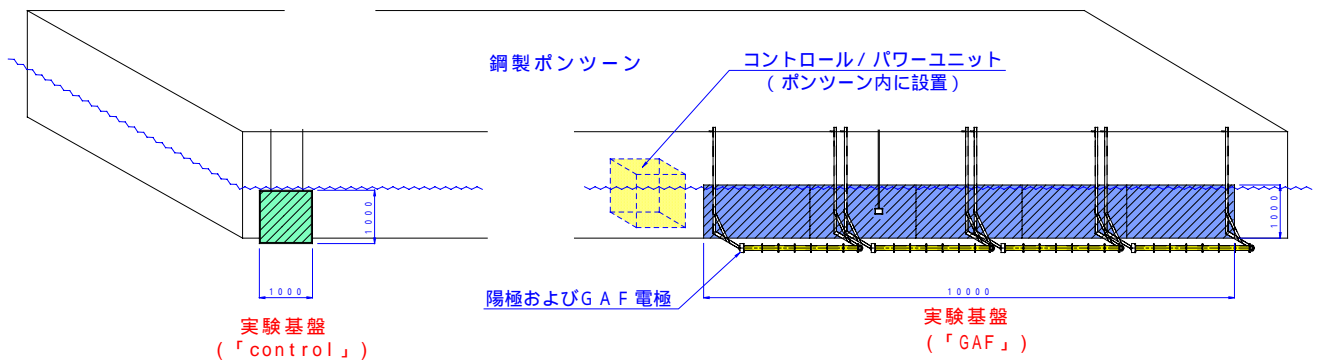 鋼製ポンツーン
コントロール / パワーユニット
( ポンツーン内に設置 )
1000
1000
1000
10000
陽極およびGAF電極
実験基盤
(「control」)
実験基盤
(「GAF」)